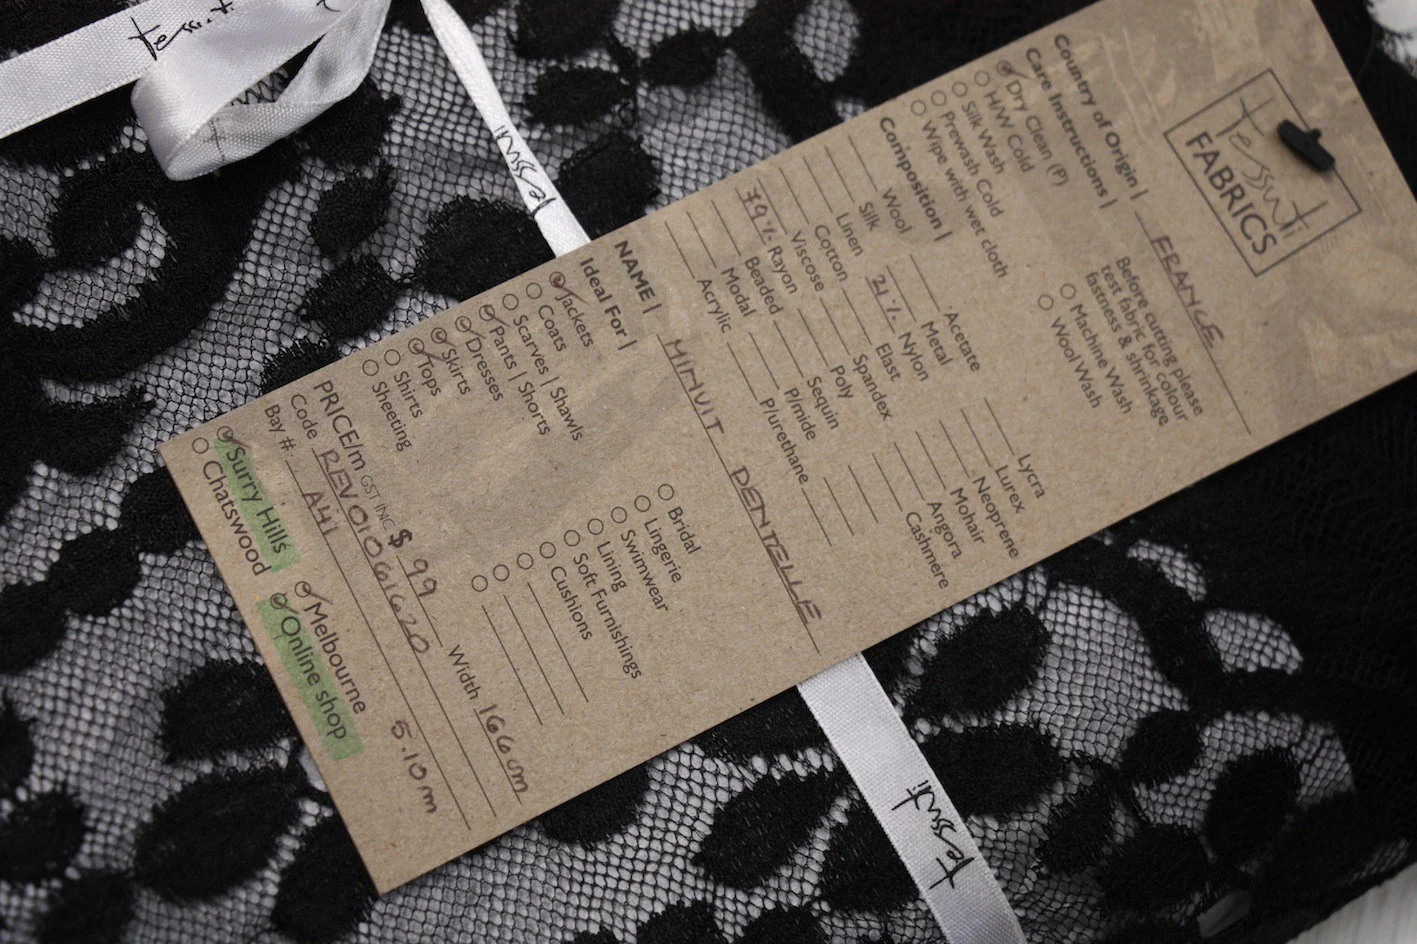 Tessuti
FABRICS
Country of Origin | FRANCE
Care Instructions |
Dry Clean (P)
H/W Cold
Silk Wash
Prewash Cold
Wipe with wet cloth
Before cutting please
test fabric for colour
fastness & shrinkage
Machine Wash
Wool Wash
Composition |
Wool
Silk
Linen
Cotton
Viscose
79% Rayon
Beaded
Modal
Acrylic
Acetate
Metal
21% Nylon
Elast
Spandex
Poly
Sequin
P/mide
P/urethane
Lycra
Lurex
Neoprene
Mohair
Angora
Cashmere
NAME | MINUIT DENTELLE
Ideal For |
Jackets
Coats
Scarves | Shawls
Pants | Shorts
Dresses
Skirts
Tops
Shirts
Sheeting
Bridal
Lingerie
Swimwear
Lining
Soft Furnishings
Cushions
PRICE/m GST INC $ 99 Width 166cm
Code REV01061620
Bay #. A41 5.10m
Surry Hills Melbourne
Chatswood Online shop
tessuti
tessuti
tessuti